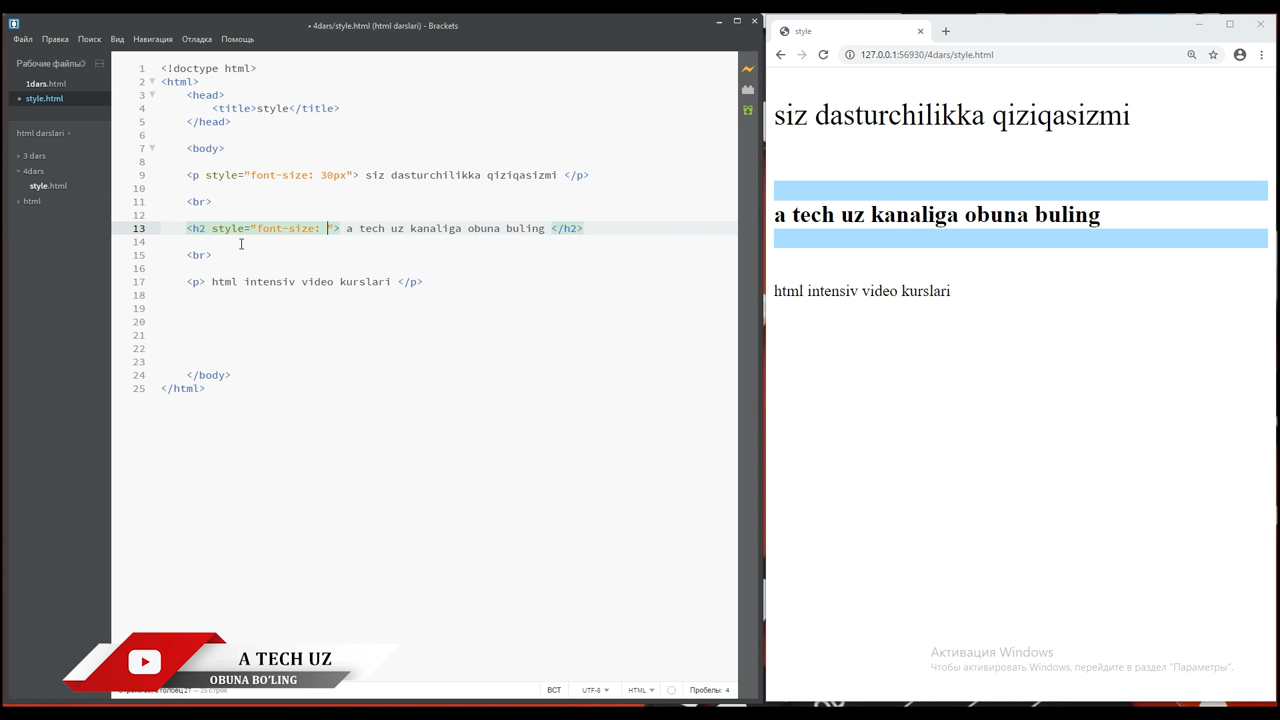 • 4dars/style.html (html darslari) - Brackets
Файл Правка Поиск Вид Навигация Отладка Помощь
Рабочие файлы
1dars.html
• style.html
html darslari
3 dars
4dars
style.html
html
1 <!doctype html>
2 <html>
3 <head>
4 <title>style</title>
5 </head>
6
7 <body>
8
9 <p style="font-size: 30px"> siz dasturchilikka qiziqasizmi </p>
10
11 <br>
12
13 <h2 style="font-size: "> a tech uz kanaliga obuna buling </h2>
14
15 <br>
16
17 <p> html intensiv video kurslari </p>
18
19
20
21
22
23
24 </body>
25 </html>
ВСТ UTF-8 HTML Пробелы: 4
A TECH UZ
OBUNA BO'LING
style
127.0.0.1:56930/4dars/style.html
siz dasturchilikka qiziqasizmi
a tech uz kanaliga obuna buling
html intensiv video kurslari
Активация Windows
Чтобы активировать Windows, перейдите в раздел "Параметры".